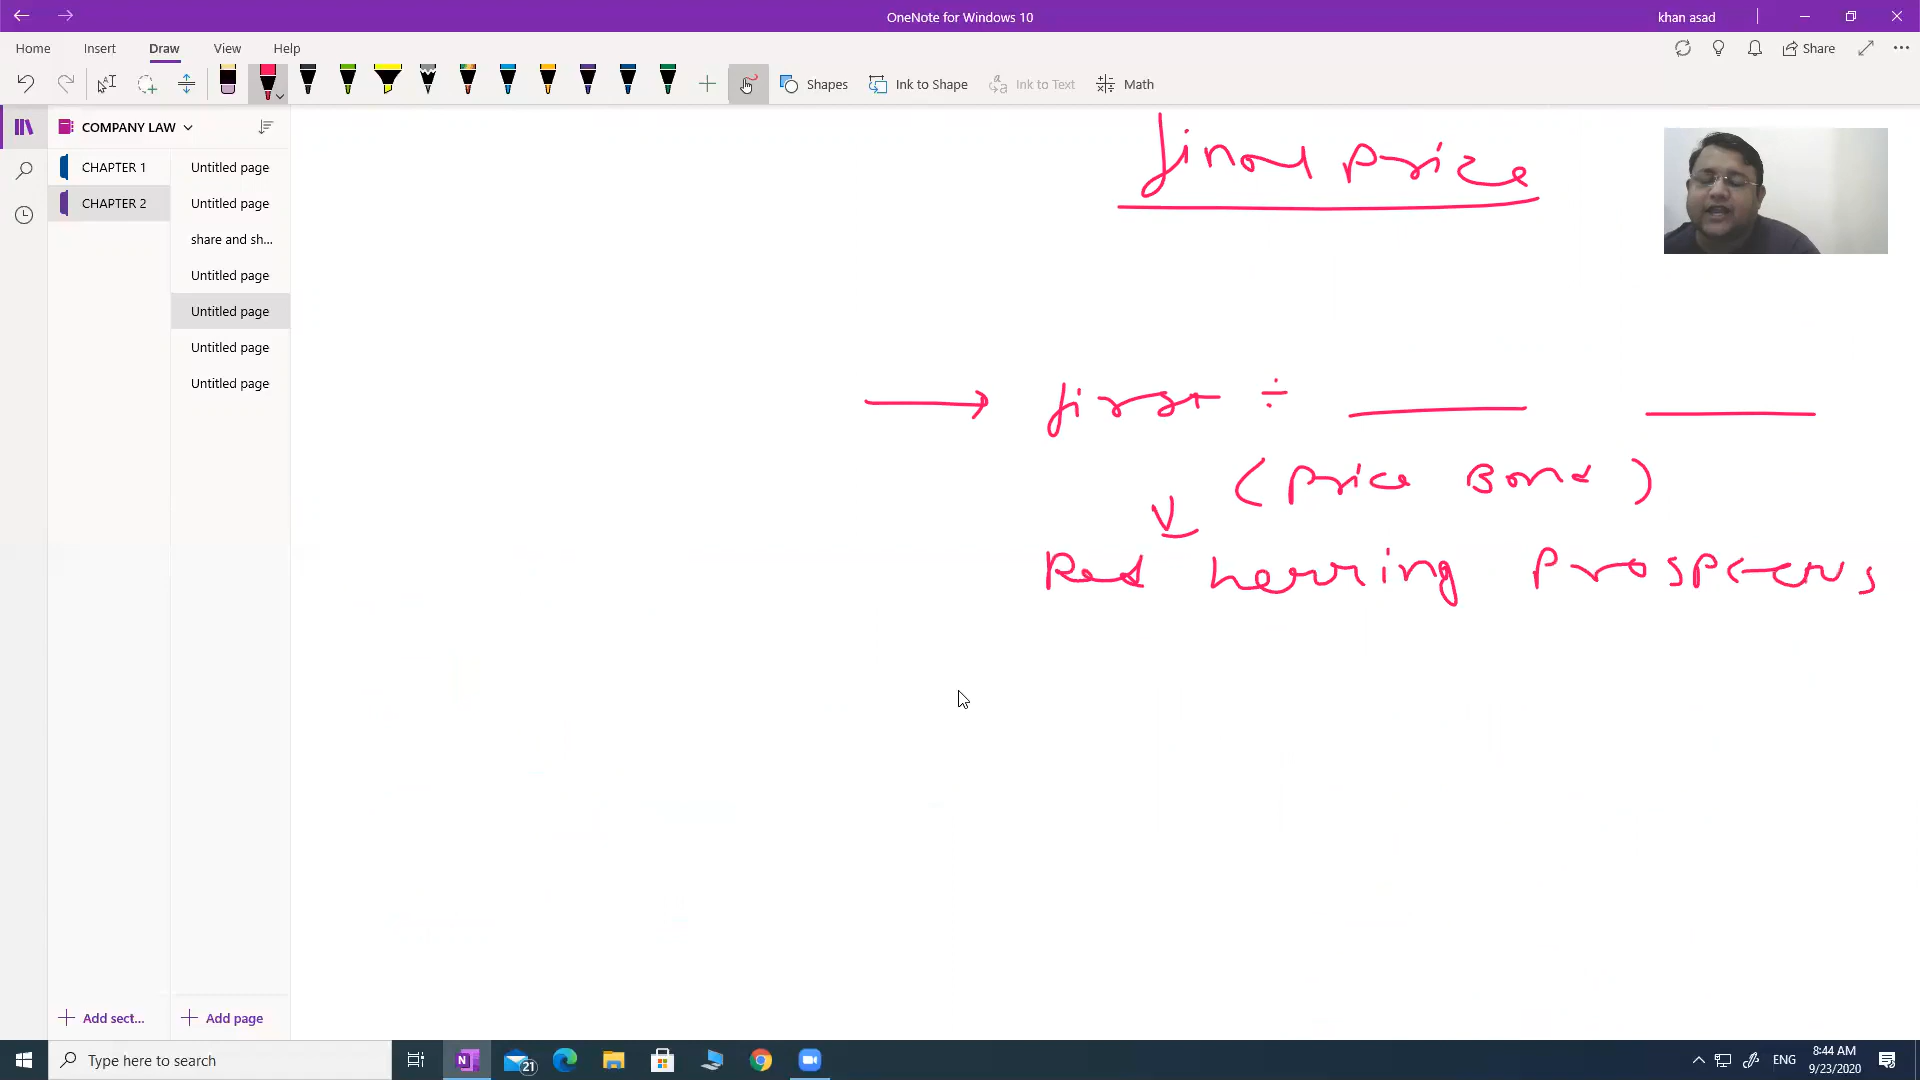 OneNote for Windows 10
khan asad
Home Insert Draw View Help
Share
Shapes Ink to Shape Ink to Text Math
COMPANY LAW
CHAPTER 1
CHAPTER 2
Untitled page
Untitled page
share and sh...
Untitled page
Untitled page
Untitled page
Untitled page
final price
first ÷
(Price Band)
Red herring Prospectus
Add sect...
Add page
Type here to search
21
ENG
8:44 AM
9/23/2020